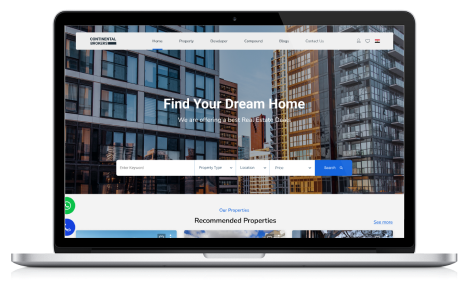 CONTINENTAL
BROKERS
Home Property Developer Compound Blogs Contact Us
Find Your Dream Home
We are offering a best Real Estate Deals
Enter Keyword... Property Type Location Price Search
Our Properties
Recommended Properties
See more